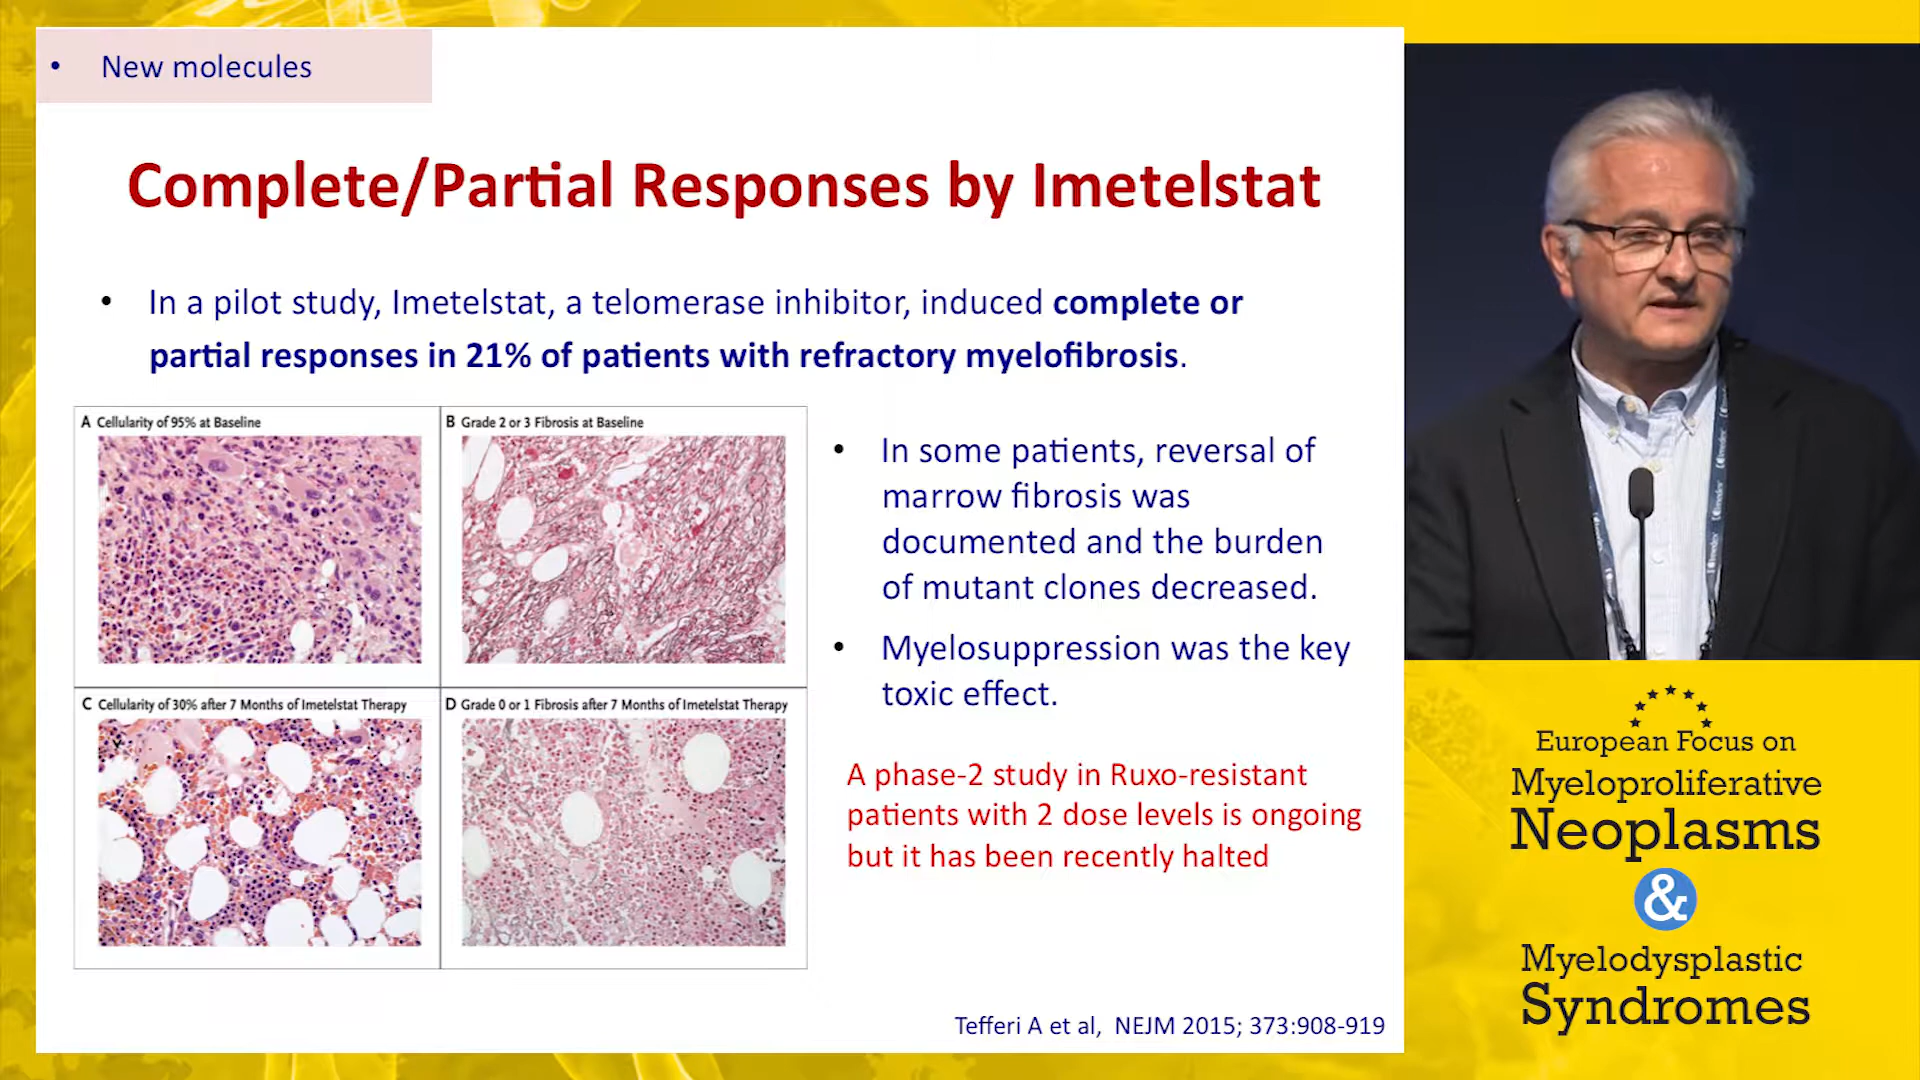 • New molecules
Complete/Partial Responses by Imetelstat
• In a pilot study, Imetelstat, a telomerase inhibitor, induced complete or
partial responses in 21% of patients with refractory myelofibrosis.
A Cellularity of 95% at Baseline
B Grade 2 or 3 Fibrosis at Baseline
C Cellularity of 30% after 7 Months of Imetelstat Therapy
D Grade 0 or 1 Fibrosis after 7 Months of Imetelstat Therapy
• In some patients, reversal of
marrow fibrosis was
documented and the burden
of mutant clones decreased.
• Myelosuppression was the key
toxic effect.
A phase-2 study in Ruxo-resistant
patients with 2 dose levels is ongoing
but it has been recently halted
Tefferi A et al, NEJM 2015; 373:908-919
European Focus on
Myeloproliferative
Neoplasms
&
Myelodysplastic
Syndromes